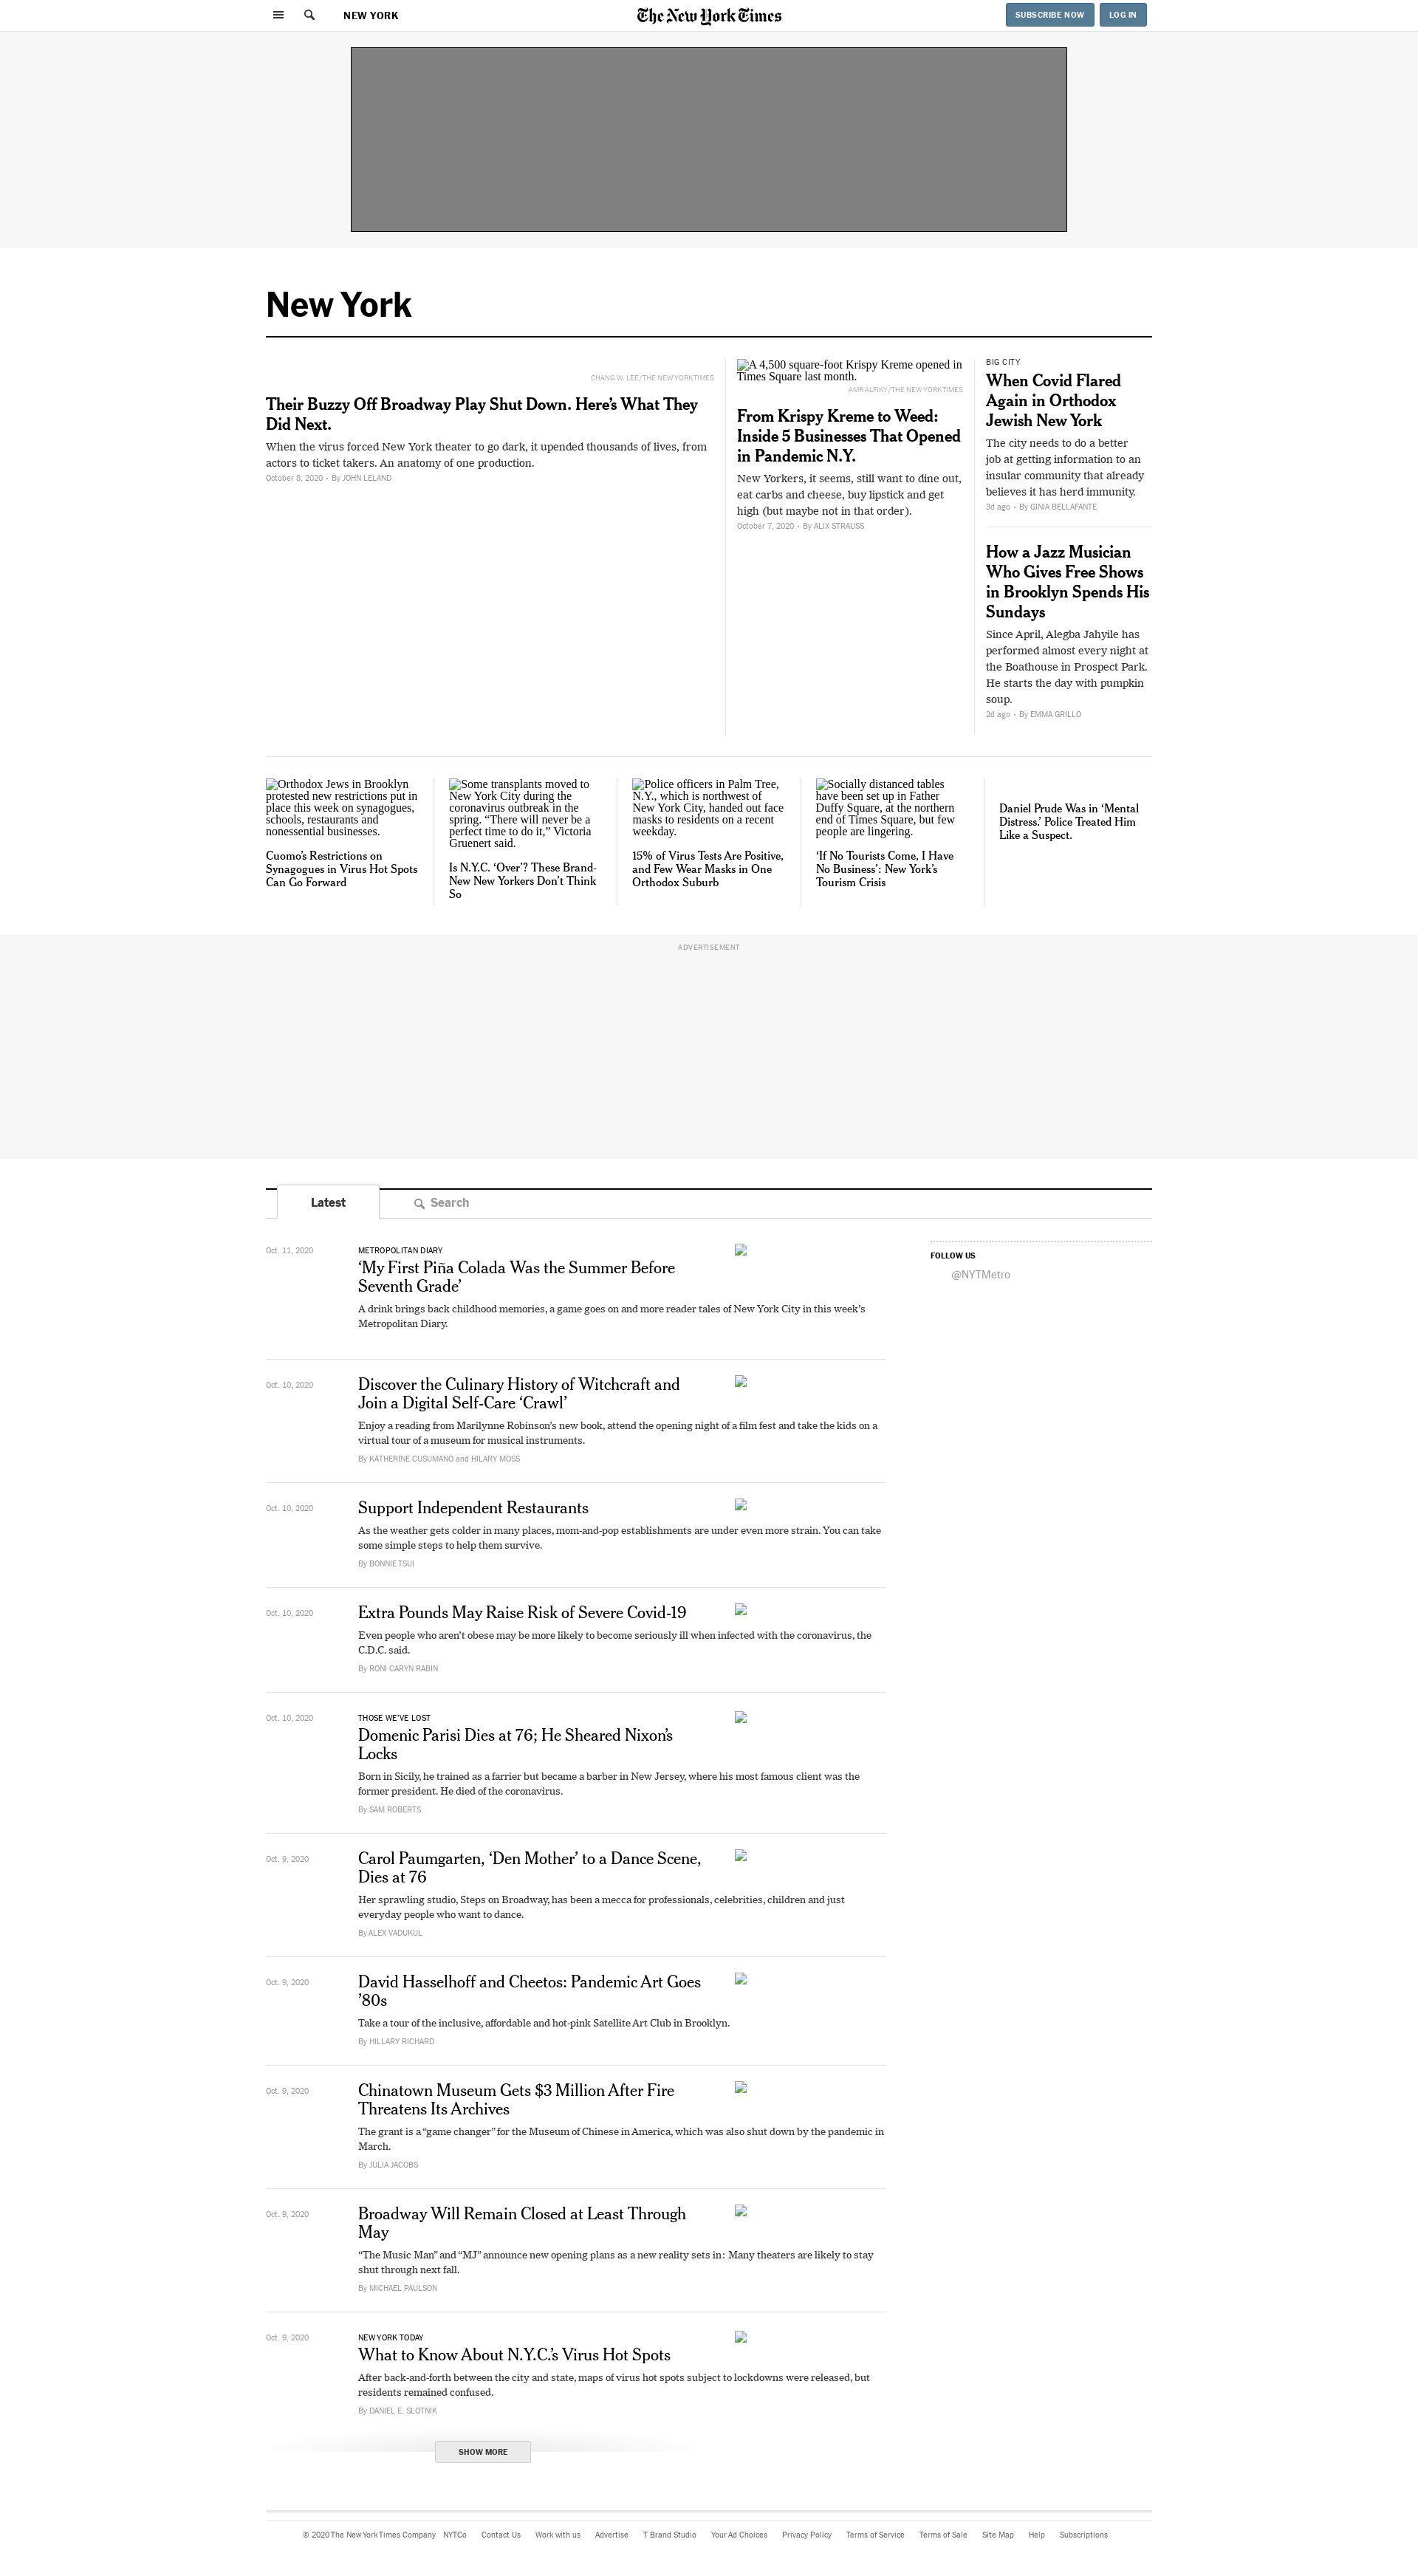 NEW YORK
The New York Times
SUBSCRIBE NOW
LOG IN
New York
CHANG W. LEE/THE NEW YORK TIMES
Their Buzzy Off Broadway Play Shut Down. Here’s What They
Did Next.
When the virus forced New York theater to go dark, it upended thousands of lives, from
actors to ticket takers. An anatomy of one production.
October 8, 2020 • By JOHN LELAND
A 4,500 square-foot Krispy Kreme opened in
Times Square last month.
AMR ALFIKY/THE NEW YORK TIMES
From Krispy Kreme to Weed:
Inside 5 Businesses That Opened
in Pandemic N.Y.
New Yorkers, it seems, still want to dine out,
eat carbs and cheese, buy lipstick and get
high (but maybe not in that order).
October 7, 2020 • By ALIX STRAUSS
BIG CITY
When Covid Flared
Again in Orthodox
Jewish New York
The city needs to do a better
job at getting information to an
insular community that already
believes it has herd immunity.
3d ago • By GINIA BELLAFANTE
How a Jazz Musician
Who Gives Free Shows
in Brooklyn Spends His
Sundays
Since April, Alegba Jahyile has
performed almost every night at
the Boathouse in Prospect Park.
He starts the day with pumpkin
soup.
2d ago • By EMMA GRILLO
Orthodox Jews in Brooklyn
protested new restrictions put in
place this week on synagogues,
schools, restaurants and
nonessential businesses.
Cuomo’s Restrictions on
Synagogues in Virus Hot Spots
Can Go Forward
Some transplants moved to
New York City during the
coronavirus outbreak in the
spring. “There will never be a
perfect time to do it,” Victoria
Gruenert said.
Is N.Y.C. ‘Over’? These Brand-
New New Yorkers Don’t Think
So
Police officers in Palm Tree,
N.Y., which is northwest of
New York City, handed out face
masks to residents on a recent
weekday.
15% of Virus Tests Are Positive,
and Few Wear Masks in One
Orthodox Suburb
Socially distanced tables
have been set up in Father
Duffy Square, at the northern
end of Times Square, but few
people are lingering.
‘If No Tourists Come, I Have
No Business’: New York’s
Tourism Crisis
Daniel Prude Was in ‘Mental
Distress.’ Police Treated Him
Like a Suspect.
ADVERTISEMENT
Latest
Search
Oct. 11, 2020
METROPOLITAN DIARY
‘My First Piña Colada Was the Summer Before
Seventh Grade’
A drink brings back childhood memories, a game goes on and more reader tales of New York City in this week’s
Metropolitan Diary.
FOLLOW US
@NYTMetro
Oct. 10, 2020
Discover the Culinary History of Witchcraft and
Join a Digital Self-Care ‘Crawl’
Enjoy a reading from Marilynne Robinson’s new book, attend the opening night of a film fest and take the kids on a
virtual tour of a museum for musical instruments.
By KATHERINE CUSUMANO and HILARY MOSS
Oct. 10, 2020
Support Independent Restaurants
As the weather gets colder in many places, mom-and-pop establishments are under even more strain. You can take
some simple steps to help them survive.
By BONNIE TSUI
Oct. 10, 2020
Extra Pounds May Raise Risk of Severe Covid-19
Even people who aren’t obese may be more likely to become seriously ill when infected with the coronavirus, the
C.D.C. said.
By RONI CARYN RABIN
Oct. 10, 2020
THOSE WE’VE LOST
Domenic Parisi Dies at 76; He Sheared Nixon’s
Locks
Born in Sicily, he trained as a farrier but became a barber in New Jersey, where his most famous client was the
former president. He died of the coronavirus.
By SAM ROBERTS
Oct. 9, 2020
Carol Paumgarten, ‘Den Mother’ to a Dance Scene,
Dies at 76
Her sprawling studio, Steps on Broadway, has been a mecca for professionals, celebrities, children and just
everyday people who want to dance.
By ALEX VADUKUL
Oct. 9, 2020
David Hasselhoff and Cheetos: Pandemic Art Goes
’80s
Take a tour of the inclusive, affordable and hot-pink Satellite Art Club in Brooklyn.
By HILLARY RICHARD
Oct. 9, 2020
Chinatown Museum Gets $3 Million After Fire
Threatens Its Archives
The grant is a “game changer” for the Museum of Chinese in America, which was also shut down by the pandemic in
March.
By JULIA JACOBS
Oct. 9, 2020
Broadway Will Remain Closed at Least Through
May
“The Music Man” and “MJ” announce new opening plans as a new reality sets in: Many theaters are likely to stay
shut through next fall.
By MICHAEL PAULSON
Oct. 9, 2020
NEW YORK TODAY
What to Know About N.Y.C.’s Virus Hot Spots
After back-and-forth between the city and state, maps of virus hot spots subject to lockdowns were released, but
residents remained confused.
By DANIEL E. SLOTNIK
SHOW MORE
© 2020 The New York Times Company NYTCo Contact Us Work with us Advertise T Brand Studio Your Ad Choices Privacy Policy Terms of Service Terms of Sale Site Map Help Subscriptions